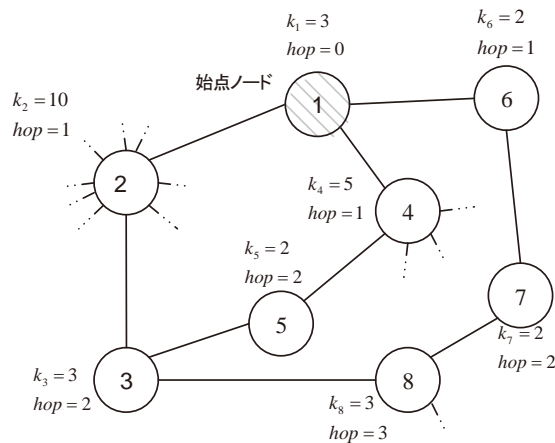 k₁ = 3
hop = 0
k₆ = 2
hop = 1
始点ノード
1
6
k₂ = 10
hop = 1
2
k₄ = 5
hop = 1
4
k₅ = 2
hop = 2
5
7
k₇ = 2
hop = 2
k₃ = 3
hop = 2
3
8
k₈ = 3
hop = 3